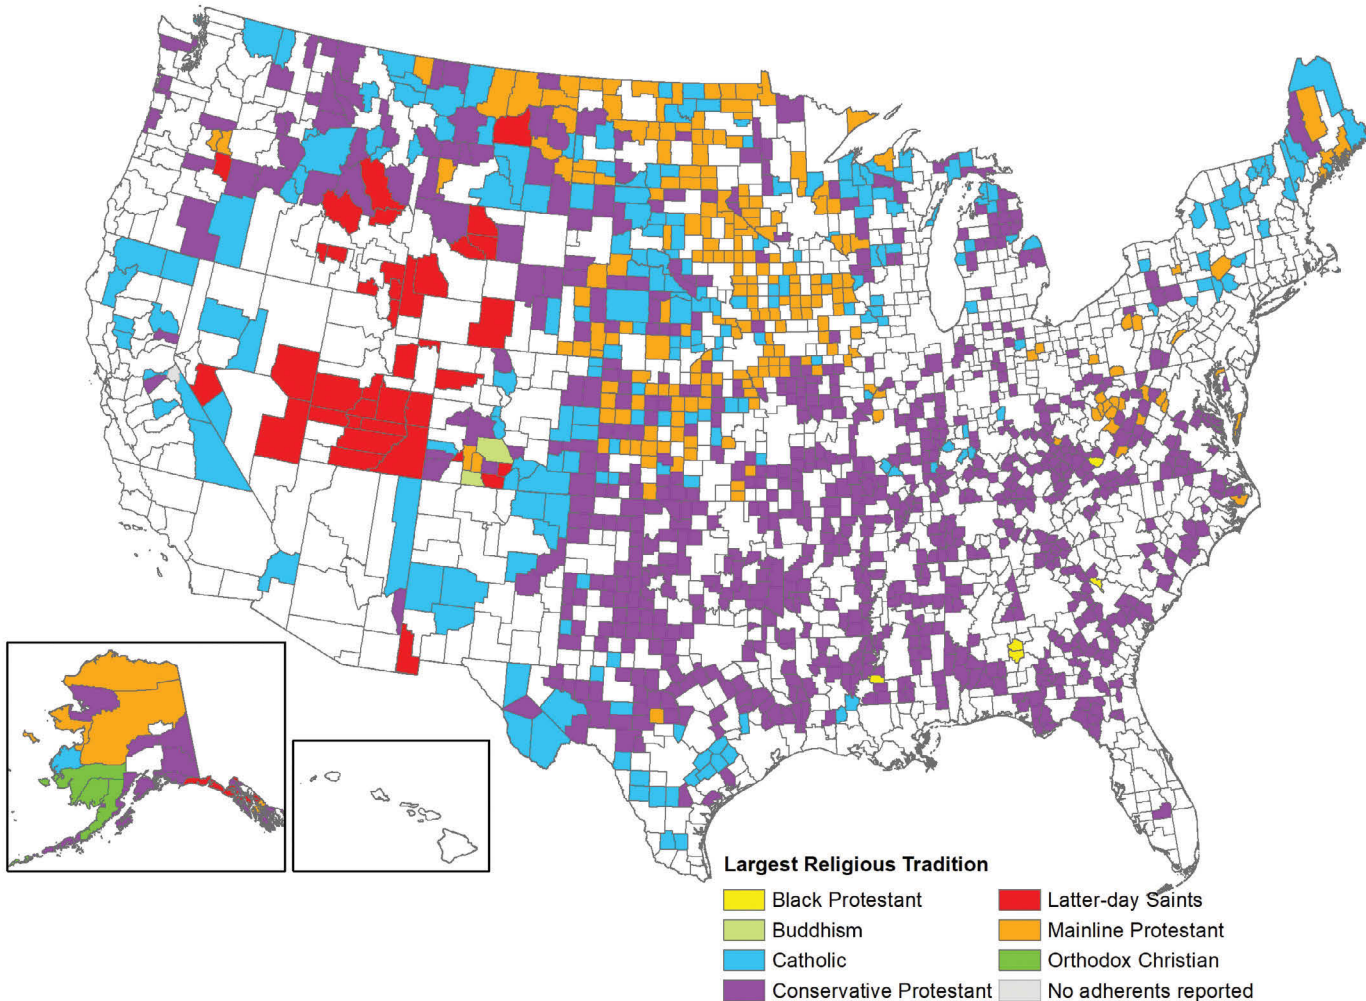 Largest Religious Tradition
Black Protestant
Buddhism
Catholic
Conservative Protestant
Latter-day Saints
Mainline Protestant
Orthodox Christian
No adherents reported